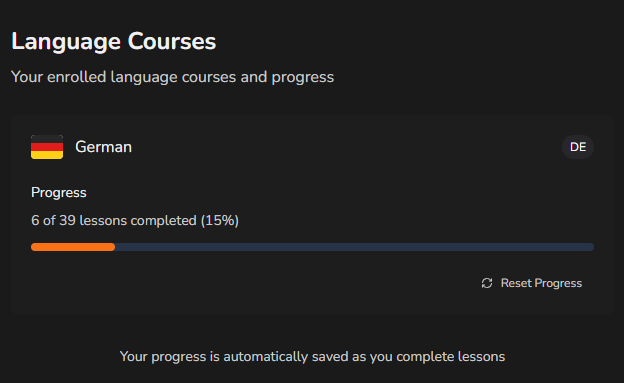 Language Courses
Your enrolled language courses and progress
German
DE
Progress
6 of 39 lessons completed (15%)
Reset Progress
Your progress is automatically saved as you complete lessons